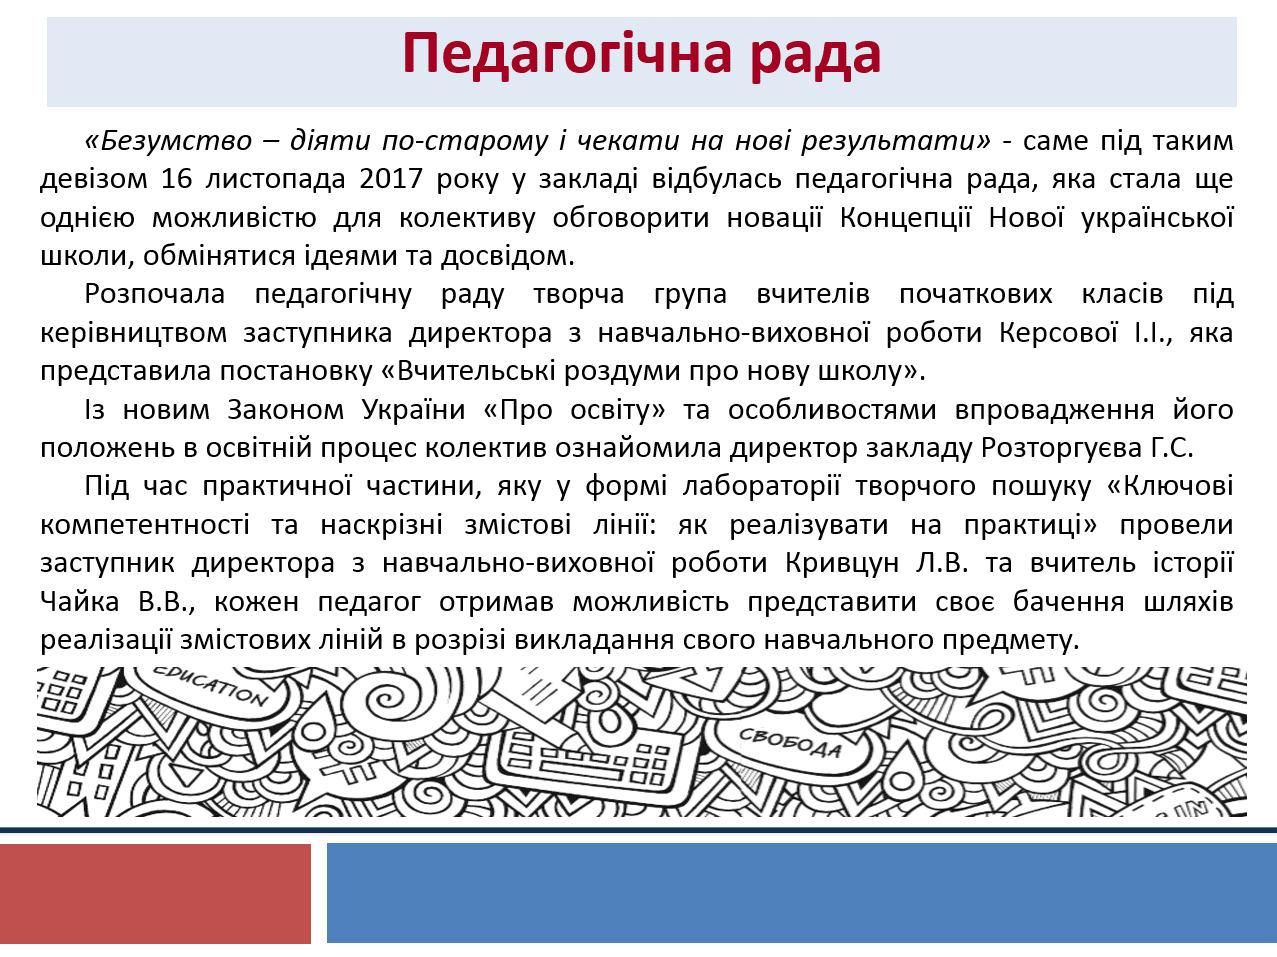 Педагогічна рада
«Безумство – діяти по-старому і чекати на нові результати» - саме під таким
девізом 16 листопада 2017 року у закладі відбулась педагогічна рада, яка стала ще
однією можливістю для колективу обговорити новації Концепції Нової української
школи, обмінятися ідеями та досвідом.
Розпочала педагогічну раду творча група вчителів початкових класів під
керівництвом заступника директора з навчально-виховної роботи Керсової І.І., яка
представила постановку «Вчительські роздуми про нову школу».
Із новим Законом України «Про освіту» та особливостями впровадження його
положень в освітній процес колектив ознайомила директор закладу Розторгуєва Г.С.
Під час практичної частини, яку у формі лабораторії творчого пошуку «Ключові
компетентності та наскрізні змістові лінії: як реалізувати на практиці» провели
заступник директора з навчально-виховної роботи Кривцун Л.В. та вчитель історії
Чайка В.В., кожен педагог отримав можливість представити своє бачення шляхів
реалізації змістових ліній в розрізі викладання свого навчального предмету.
EDUCATION
СВОБОДА
IN